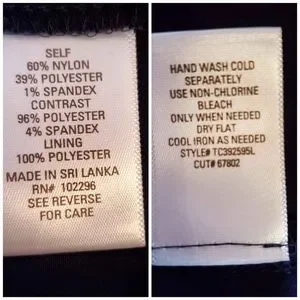 SELF
60% NYLON
39% POLYESTER
1% SPANDEX
CONTRAST
96% POLYESTER
4% SPANDEX
LINING
100% POLYESTER
MADE IN SRI LANKA
RN# 102296
SEE REVERSE
FOR CARE
HAND WASH COLD
SEPARATELY
USE NON-CHLORINE
BLEACH
ONLY WHEN NEEDED
DRY FLAT
COOL IRON AS NEEDED
STYLE# TC392595L
CUT# 67802